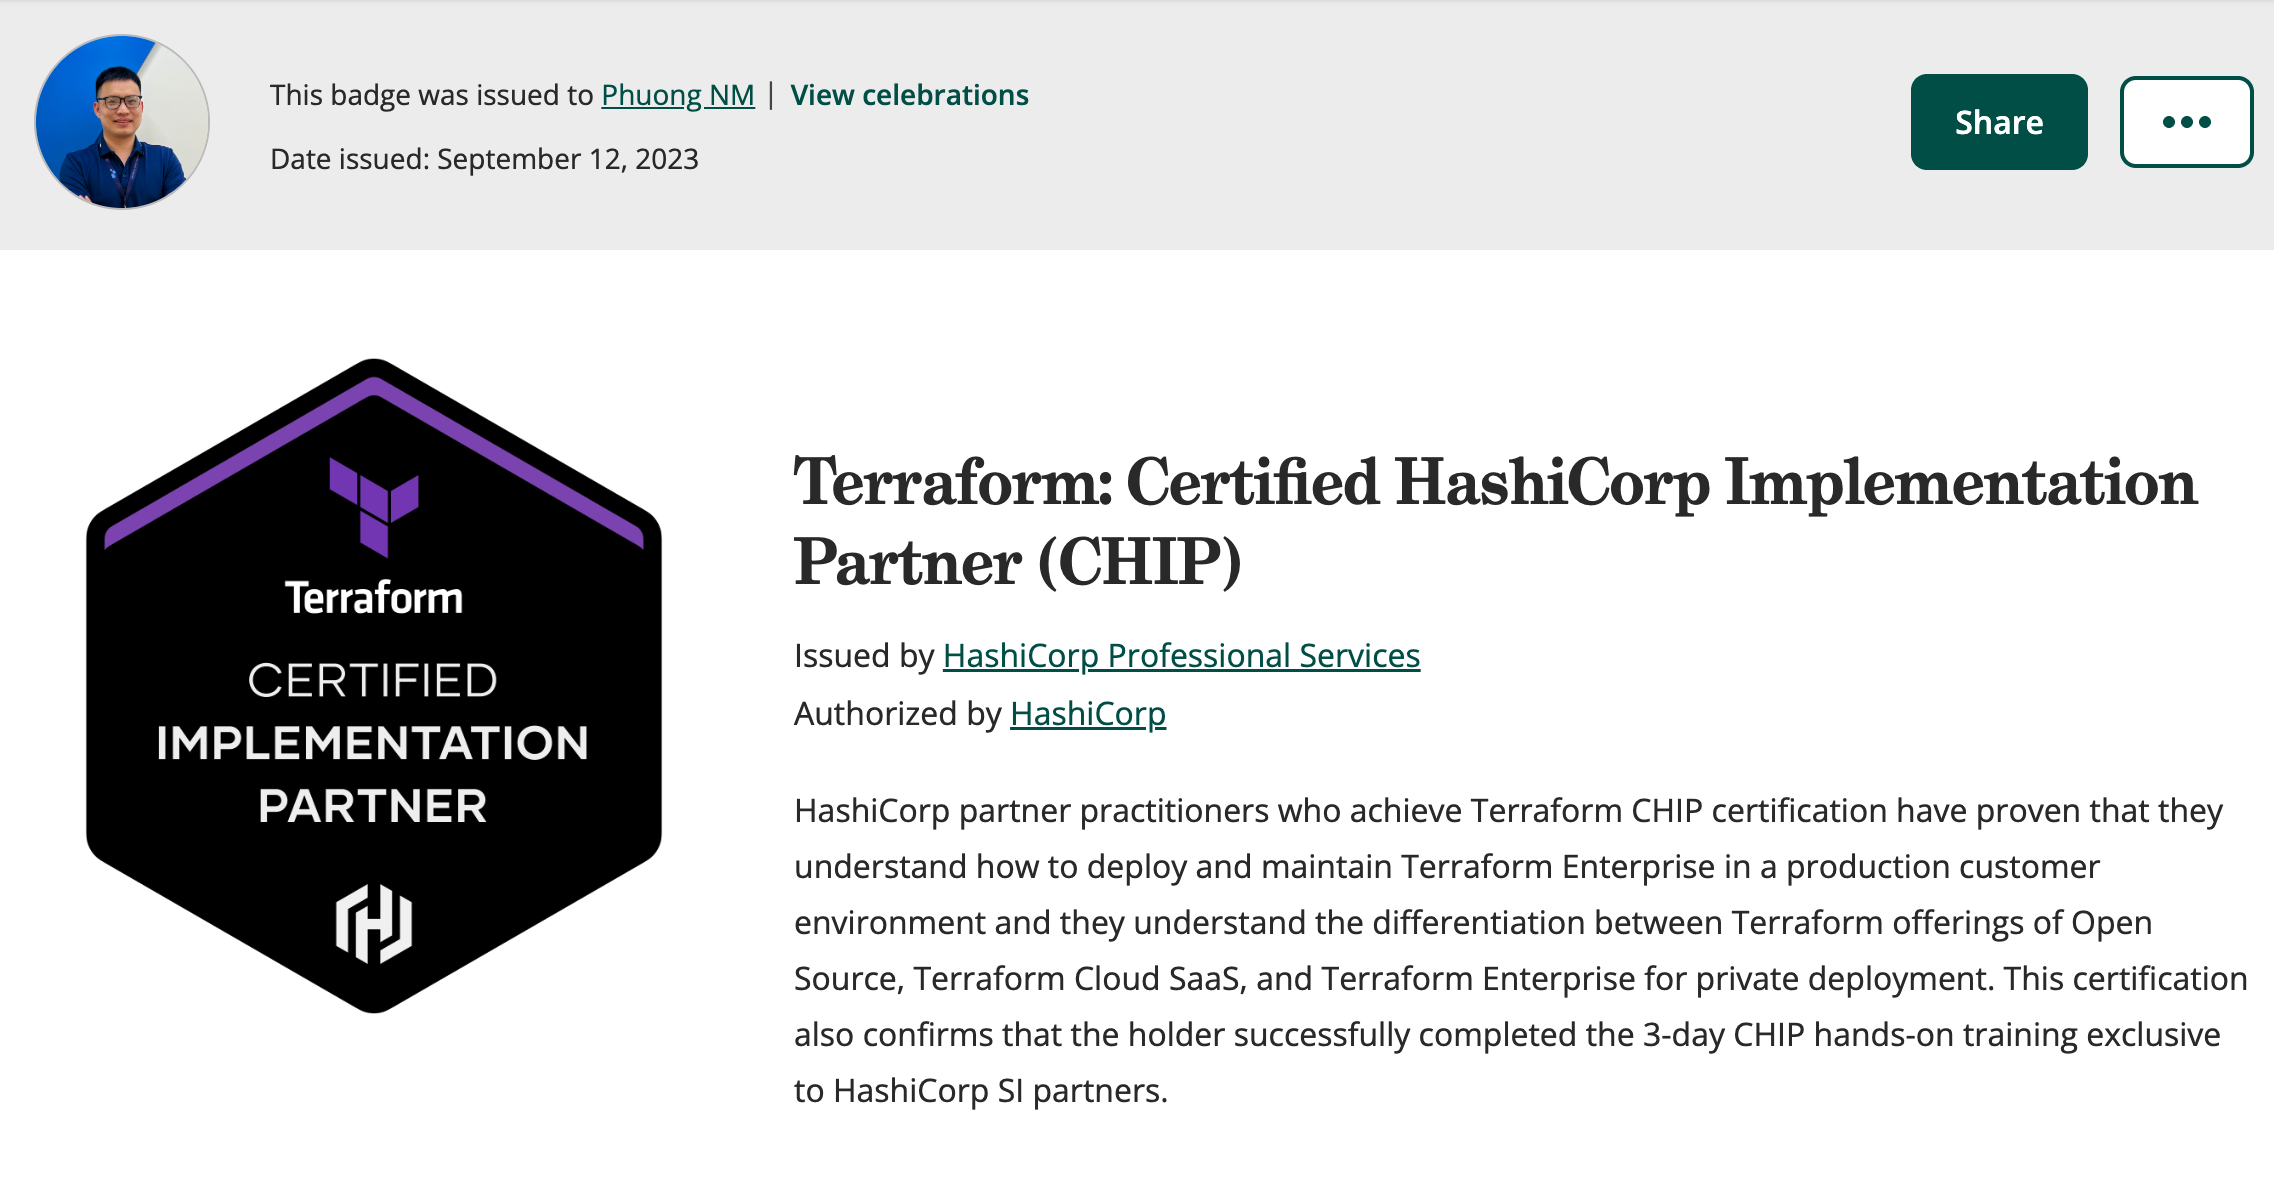 This badge was issued to Phuong NM | View celebrations
Date issued: September 12, 2023
Share
Terraform
CERTIFIED
IMPLEMENTATION
PARTNER
Terraform: Certified HashiCorp Implementation
Partner (CHIP)
Issued by HashiCorp Professional Services
Authorized by HashiCorp
HashiCorp partner practitioners who achieve Terraform CHIP certification have proven that they
understand how to deploy and maintain Terraform Enterprise in a production customer
environment and they understand the differentiation between Terraform offerings of Open
Source, Terraform Cloud SaaS, and Terraform Enterprise for private deployment. This certification
also confirms that the holder successfully completed the 3-day CHIP hands-on training exclusive
to HashiCorp SI partners.